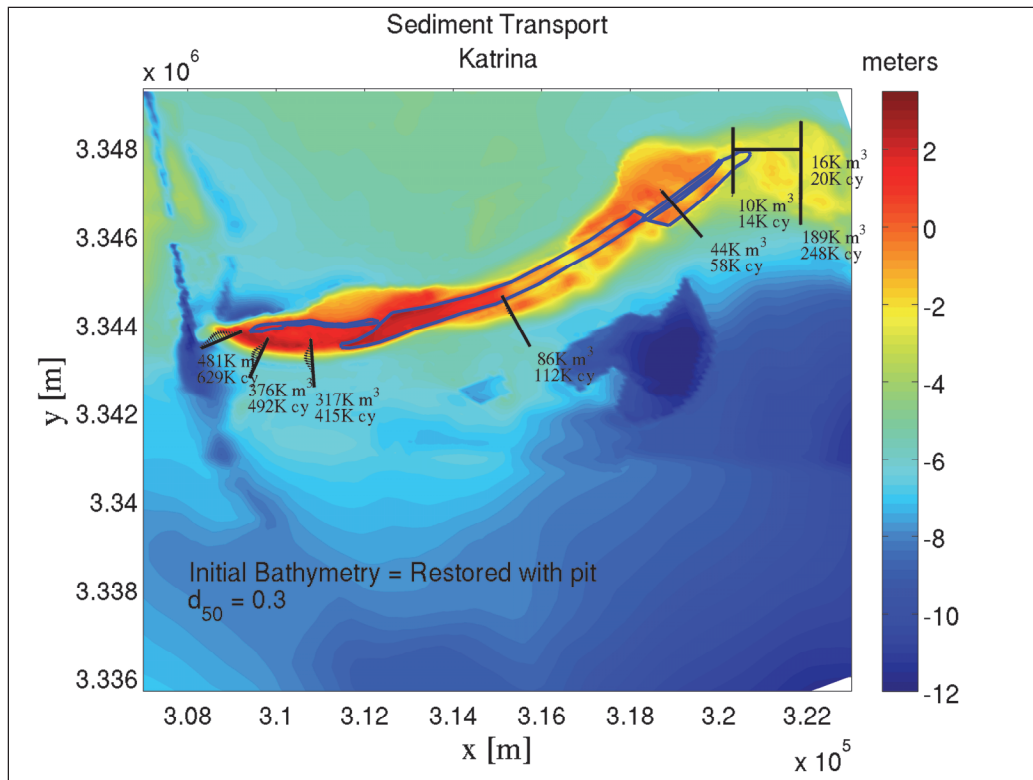 Sediment Transport
Katrina
x 10^6
meters
3.348
3.346
3.344
3.342
3.34
3.338
3.336
y [m]
16K m^3
20K cy
10K m^3
14K cy
189K m^3
248K cy
44K m^3
58K cy
86K m^3
112K cy
481K m
629K cy
376K m^3
492K cy
317K m^3
415K cy
Initial Bathymetry = Restored with pit
d_50 = 0.3
2
0
-2
-4
-6
-8
-10
-12
3.08
3.1
3.12
3.14
3.16
3.18
3.2
3.22
x [m]
x 10^5